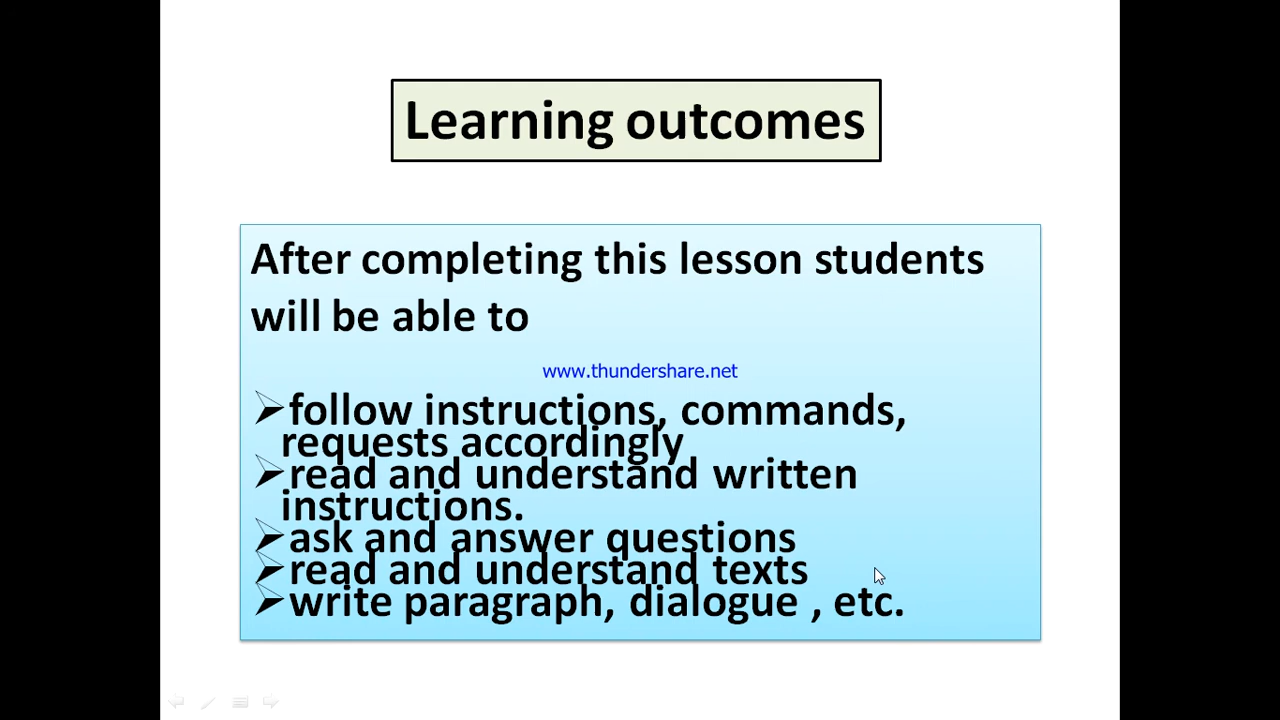 Learning outcomes
After completing this lesson students
will be able to
www.thundershare.net
➢follow instructions, commands,
requests accordingly
➢read and understand written
instructions.
➢ask and answer questions
➢read and understand texts
➢write paragraph, dialogue , etc.